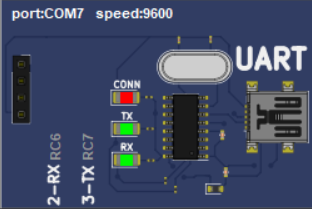 port:COM7 speed:9600
UART
CONN
TX
RX
2-RX RC6
3-TX RC7